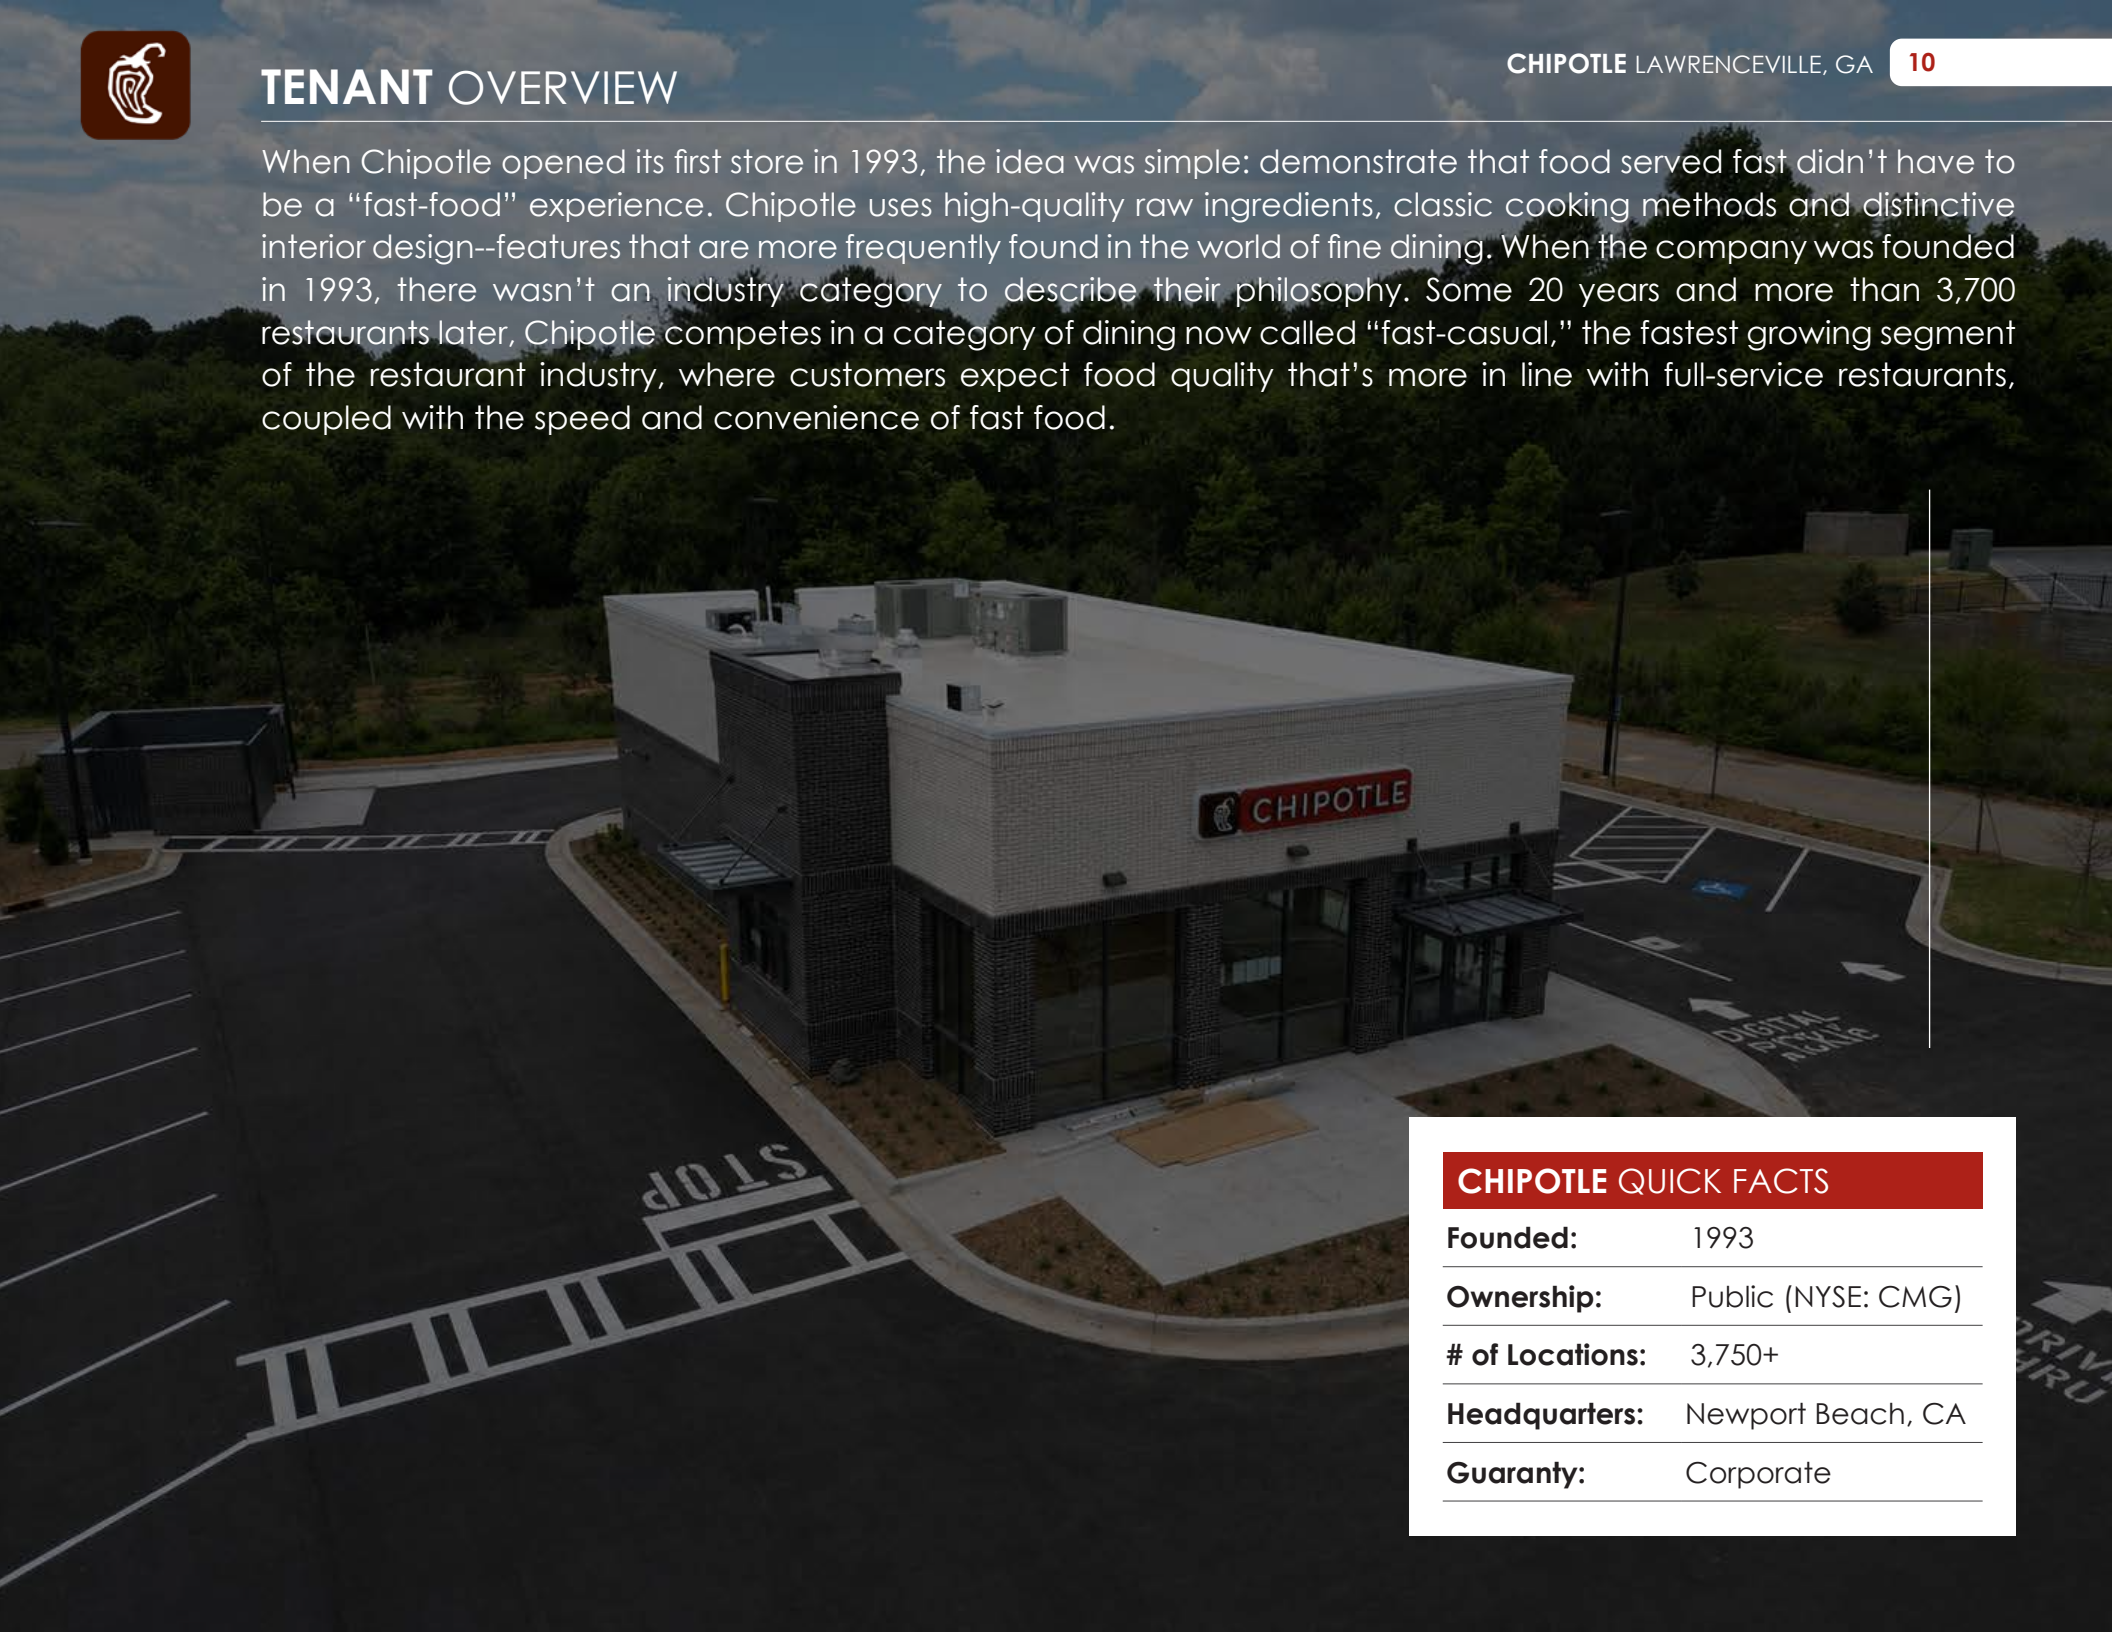 TENANT OVERVIEW
CHIPOTLE LAWRENCEVILLE, GA 10
When Chipotle opened its first store in 1993, the idea was simple: demonstrate that food served fast didn’t have to
be a “fast-food” experience. Chipotle uses high-quality raw ingredients, classic cooking methods and distinctive
interior design--features that are more frequently found in the world of fine dining. When the company was founded
in 1993, there wasn’t an industry category to describe their philosophy. Some 20 years and more than 3,700
restaurants later, Chipotle competes in a category of dining now called “fast-casual,” the fastest growing segment
of the restaurant industry, where customers expect food quality that’s more in line with full-service restaurants,
coupled with the speed and convenience of fast food.
CHIPOTLE
DIGITAL
PICKUP
STOP
CHIPOTLE QUICK FACTS
Founded: 1993
Ownership: Public (NYSE: CMG)
# of Locations: 3,750+
Headquarters: Newport Beach, CA
Guaranty: Corporate